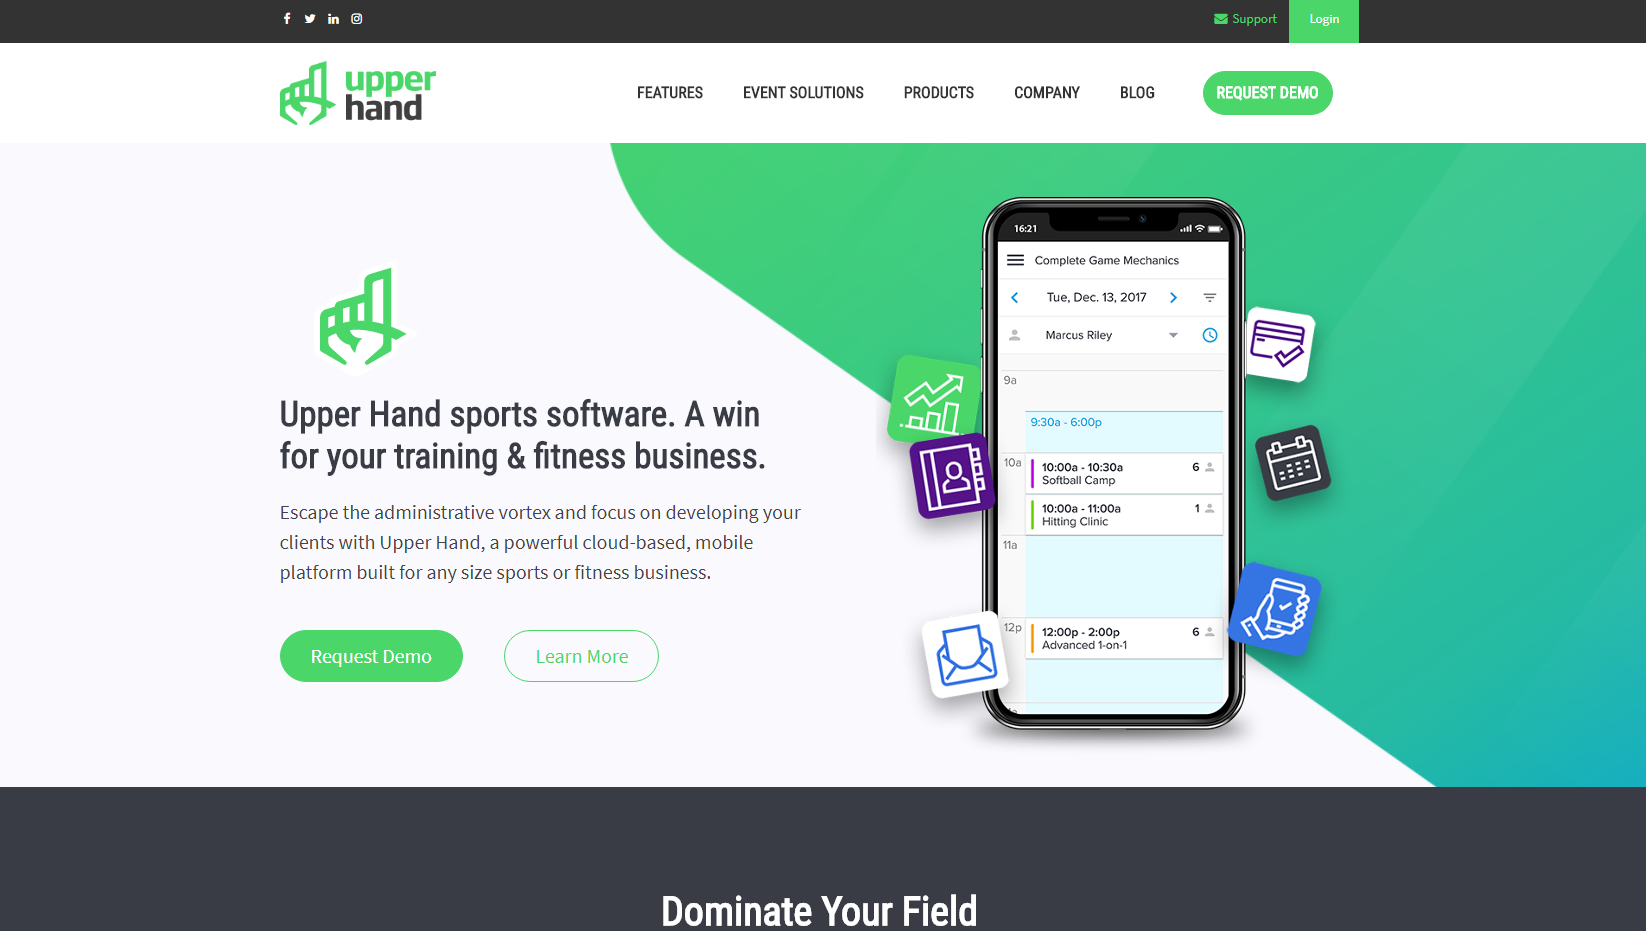 Support
Login
upper
hand
FEATURES
EVENT SOLUTIONS
PRODUCTS
COMPANY
BLOG
REQUEST DEMO
Upper Hand sports software. A win
for your training & fitness business.
Escape the administrative vortex and focus on developing your
clients with Upper Hand, a powerful cloud-based, mobile
platform built for any size sports or fitness business.
Request Demo
Learn More
16:21
Complete Game Mechanics
Tue, Dec. 13, 2017
Marcus Riley
9a
9:30a - 6:00p
10a
10:00a - 10:30a
6
Softball Camp
10:00a - 11:00a
1
Hitting Clinic
11a
12p
12:00p - 2:00p
6
Advanced 1-on-1
Dominate Your Field